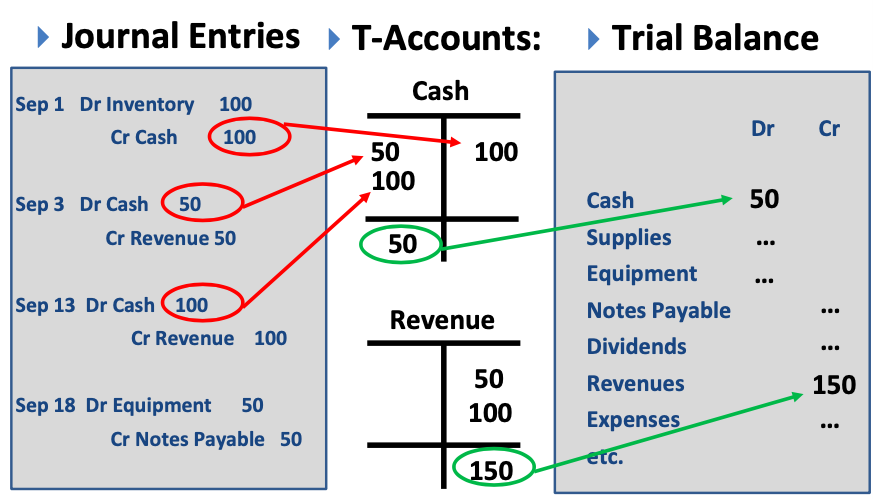 Journal Entries
Sep 1 Dr Inventory 100
Cr Cash 100
Sep 3 Dr Cash 50
Cr Revenue 50
Sep 13 Dr Cash 100
Cr Revenue 100
Sep 18 Dr Equipment 50
Cr Notes Payable 50
T-Accounts:
Cash
50 100
100
50
Revenue
50
100
150
Trial Balance
Dr Cr
Cash 50
Supplies ...
Equipment ...
Notes Payable ...
Dividends ...
Revenues 150
Expenses ...
etc.